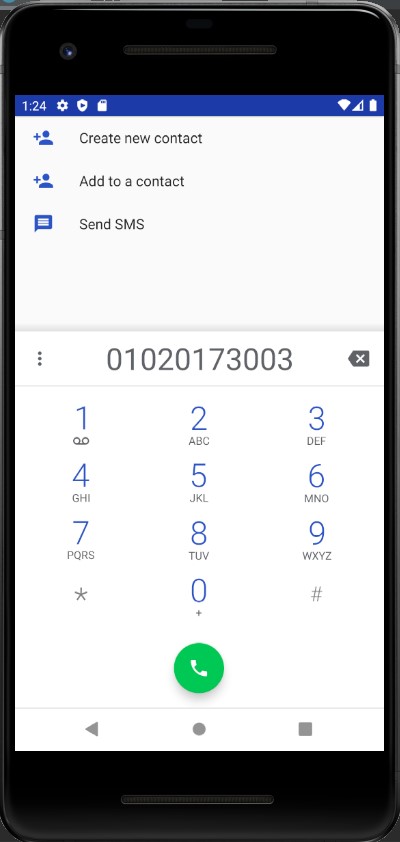 1:24
Create new contact
Add to a contact
Send SMS
01020173003
1 2 3
ABC DEF
4 5 6
GHI JKL MNO
7 8 9
PQRS TUV WXYZ
* 0 #
+